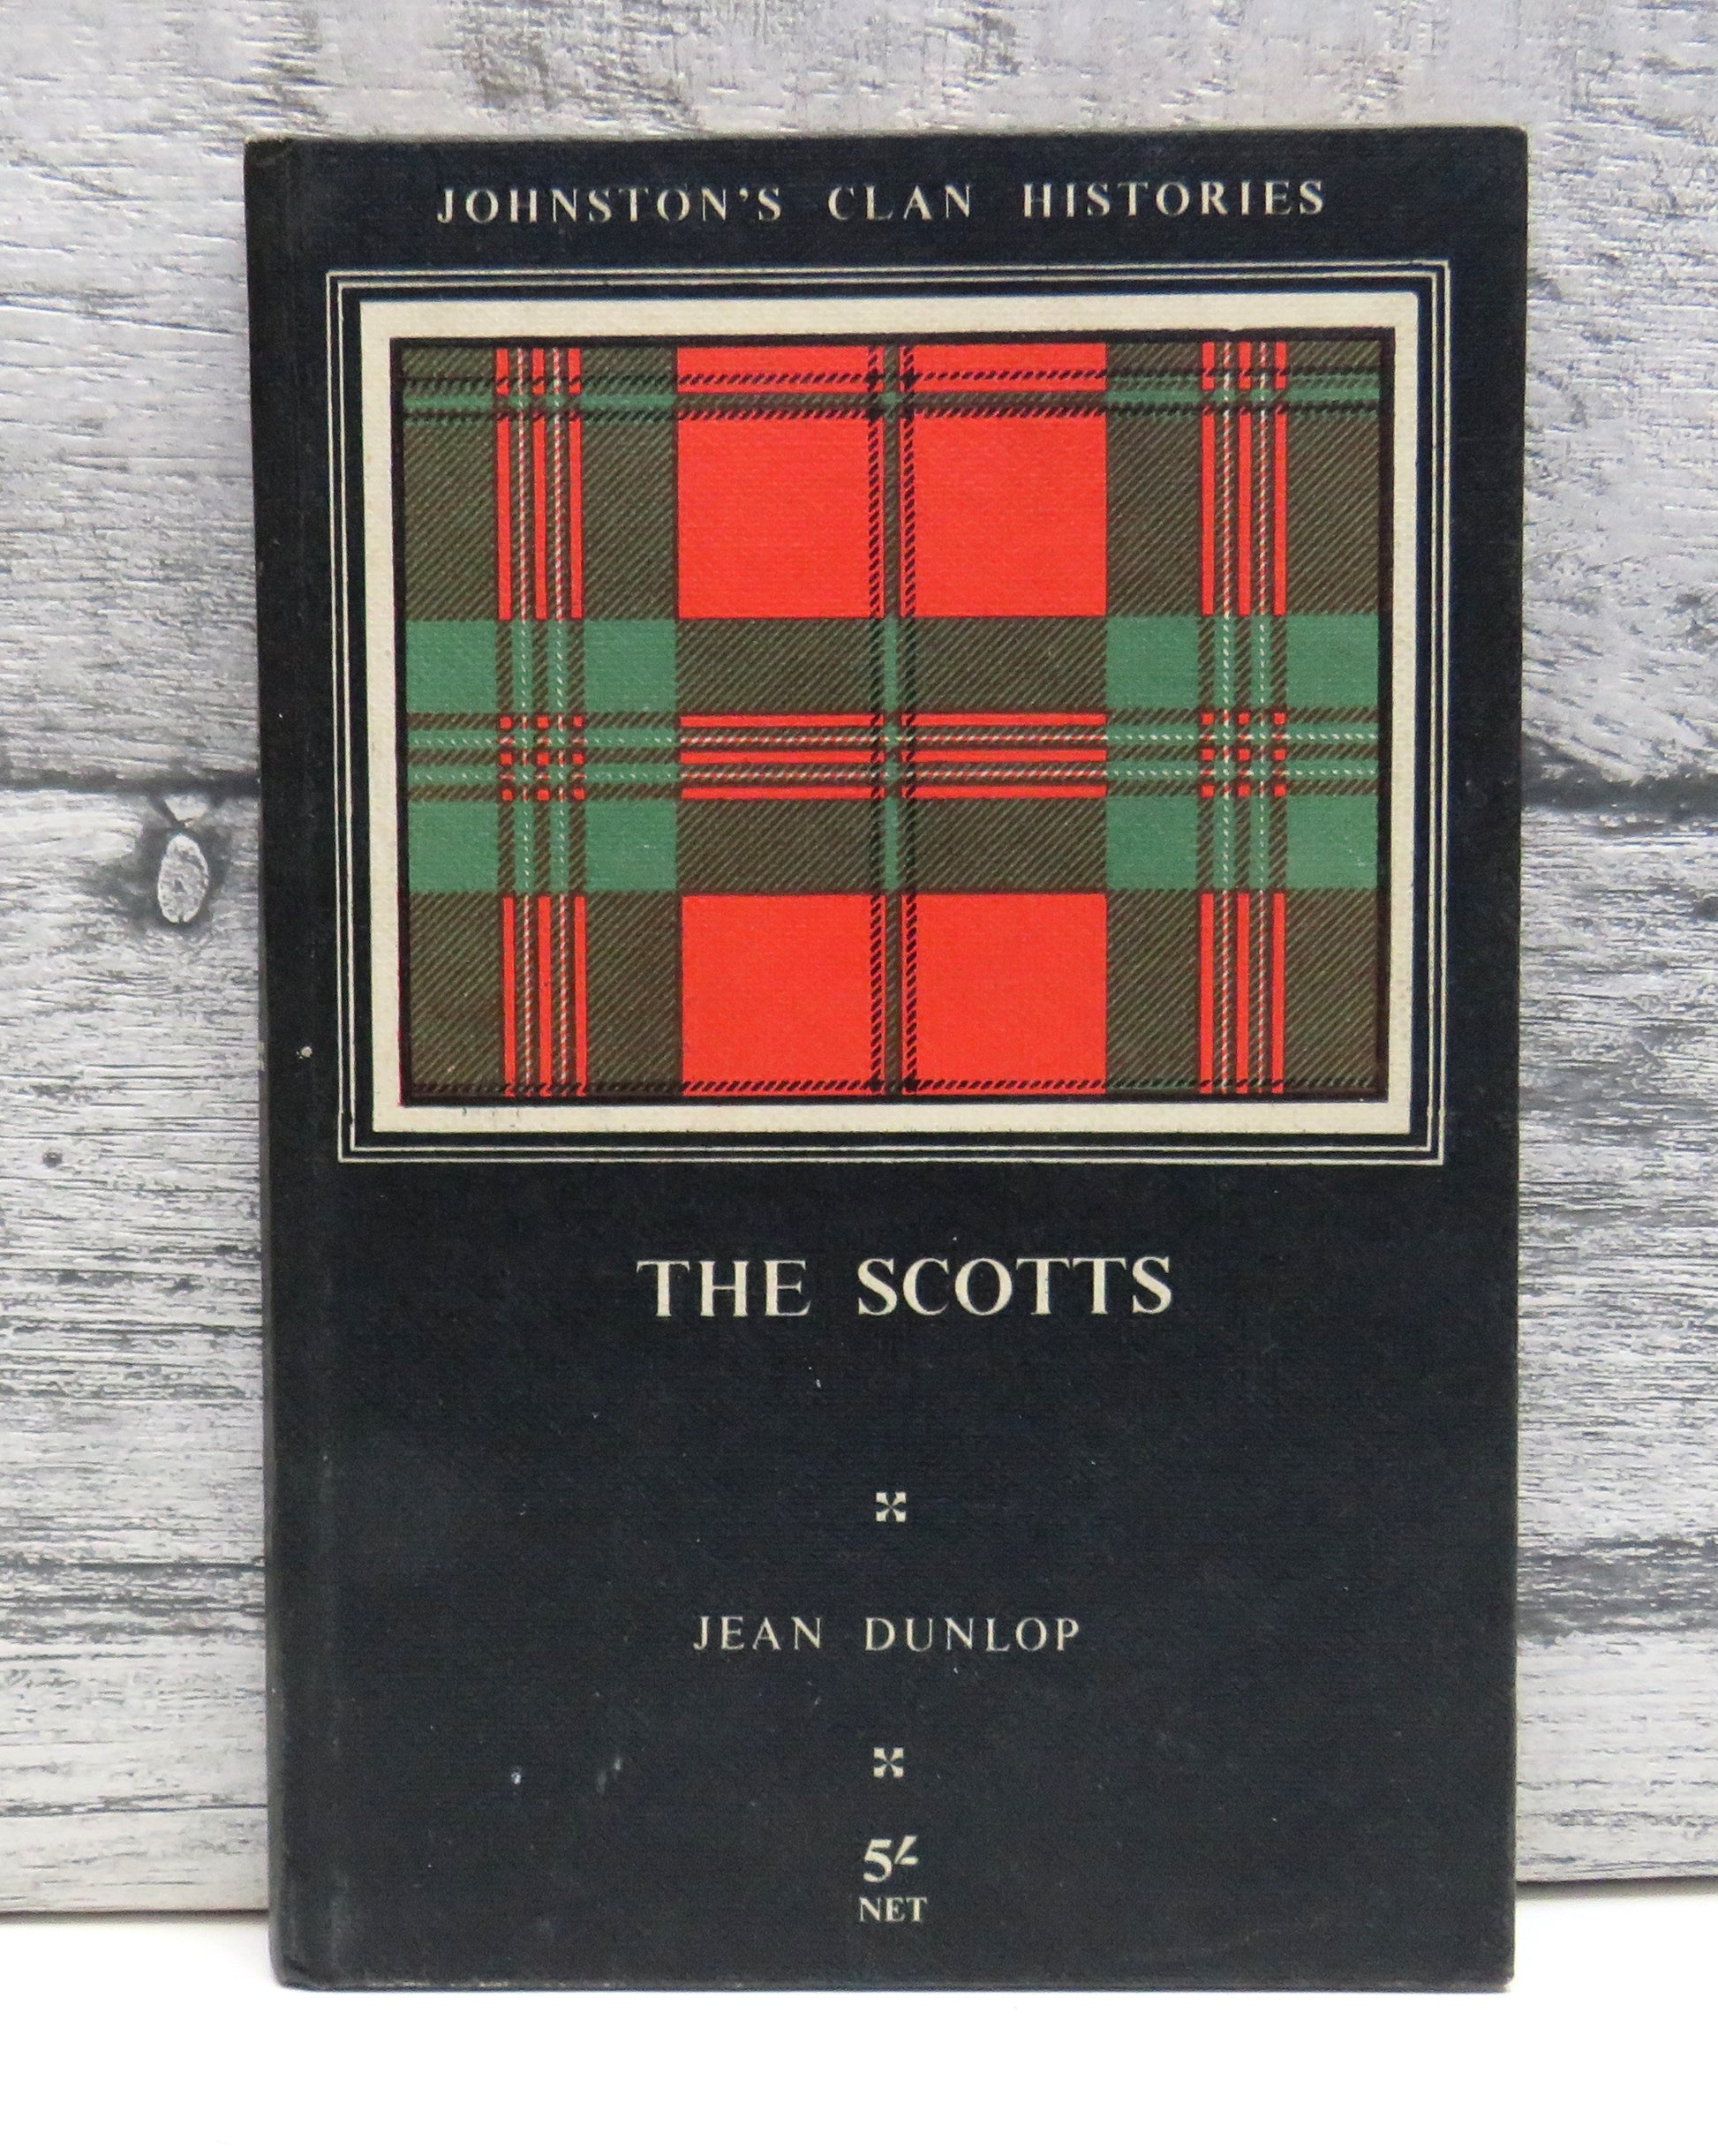 JOHNSTON'S CLAN HISTORIES
THE SCOTTS
JEAN DUNLOP
5/-
NET